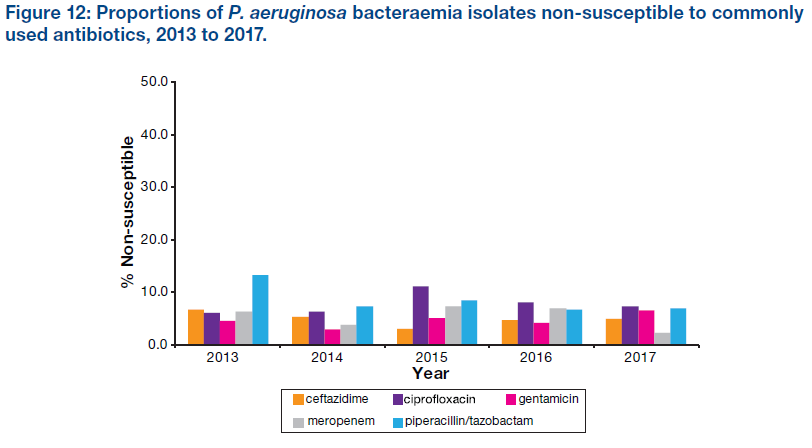 Figure 12: Proportions of P. aeruginosa bacteraemia isolates non-susceptible to commonly
used antibiotics, 2013 to 2017.
50.0
40.0
30.0
20.0
10.0
0.0
% Non-susceptible
2013 2014 2015 2016 2017
Year
ceftazidime ciprofloxacin gentamicin
meropenem piperacillin/tazobactam